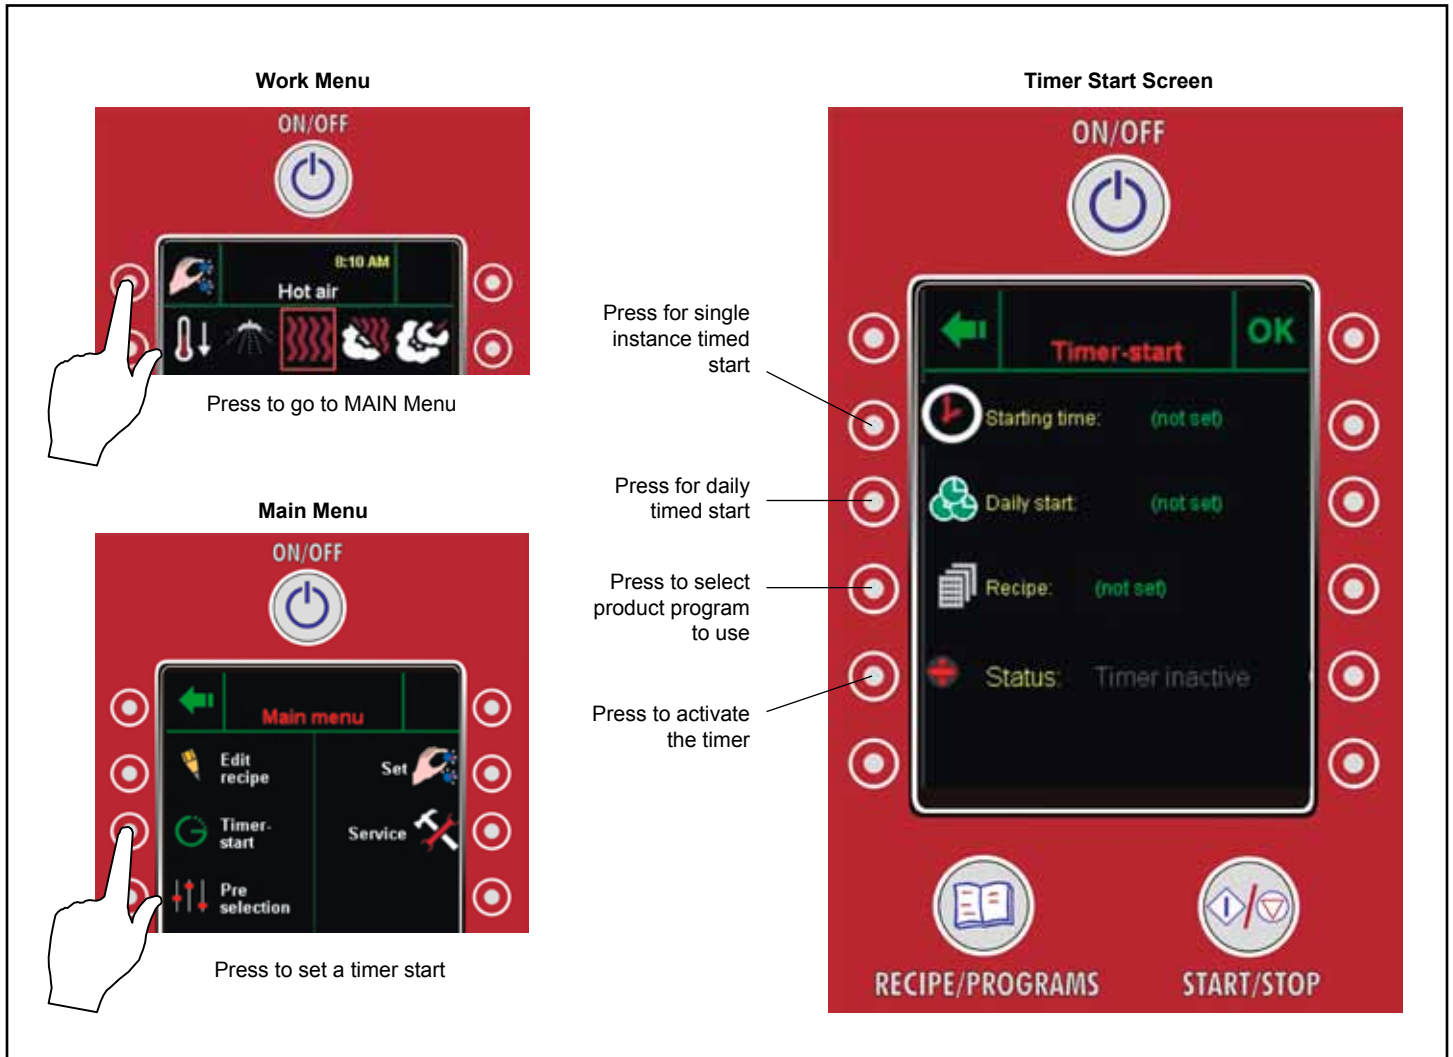 Work Menu
ON/OFF
8:10 AM
Hot air
Press to go to MAIN Menu
Main Menu
ON/OFF
Main menu
Edit
recipe
Set
Timer-
start
Service
Pre
selection
Press to set a timer start
Timer Start Screen
ON/OFF
OK
Timer-start
Press for single
instance timed
start
Starting time: (not set)
Press for daily
timed start
Daily start: (not set)
Press to select
product program
to use
Recipe: (not set)
Press to activate
the timer
Status: Timer inactive
RECIPE/PROGRAMS
START/STOP